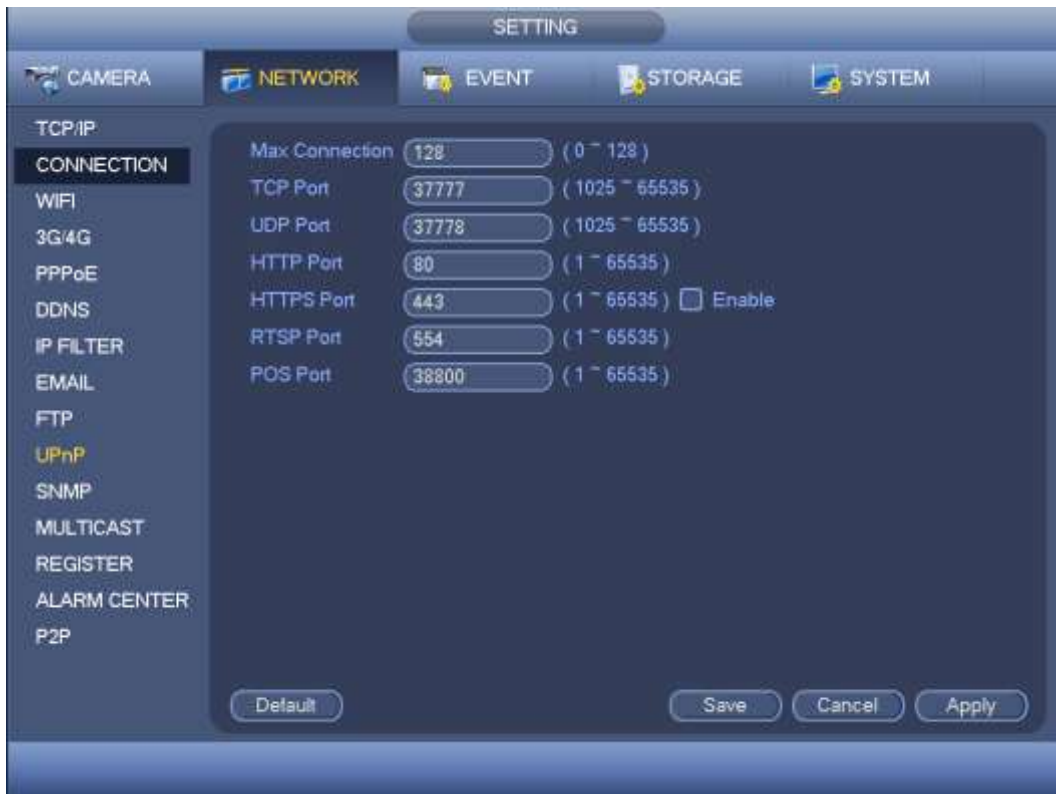 SETTING
CAMERA NETWORK EVENT STORAGE SYSTEM
TCP/IP
CONNECTION
WIFI
3G/4G
PPPoE
DDNS
IP FILTER
EMAIL
FTP
UPnP
SNMP
MULTICAST
REGISTER
ALARM CENTER
P2P
Max Connection 128 ( 0 ~ 128 )
TCP Port 37777 ( 1025 ~ 65535 )
UDP Port 37778 ( 1025 ~ 65535 )
HTTP Port 80 ( 1 ~ 65535 )
HTTPS Port 443 ( 1 ~ 65535 ) Enable
RTSP Port 554 ( 1 ~ 65535 )
POS Port 38800 ( 1 ~ 65535 )
Default Save Cancel Apply